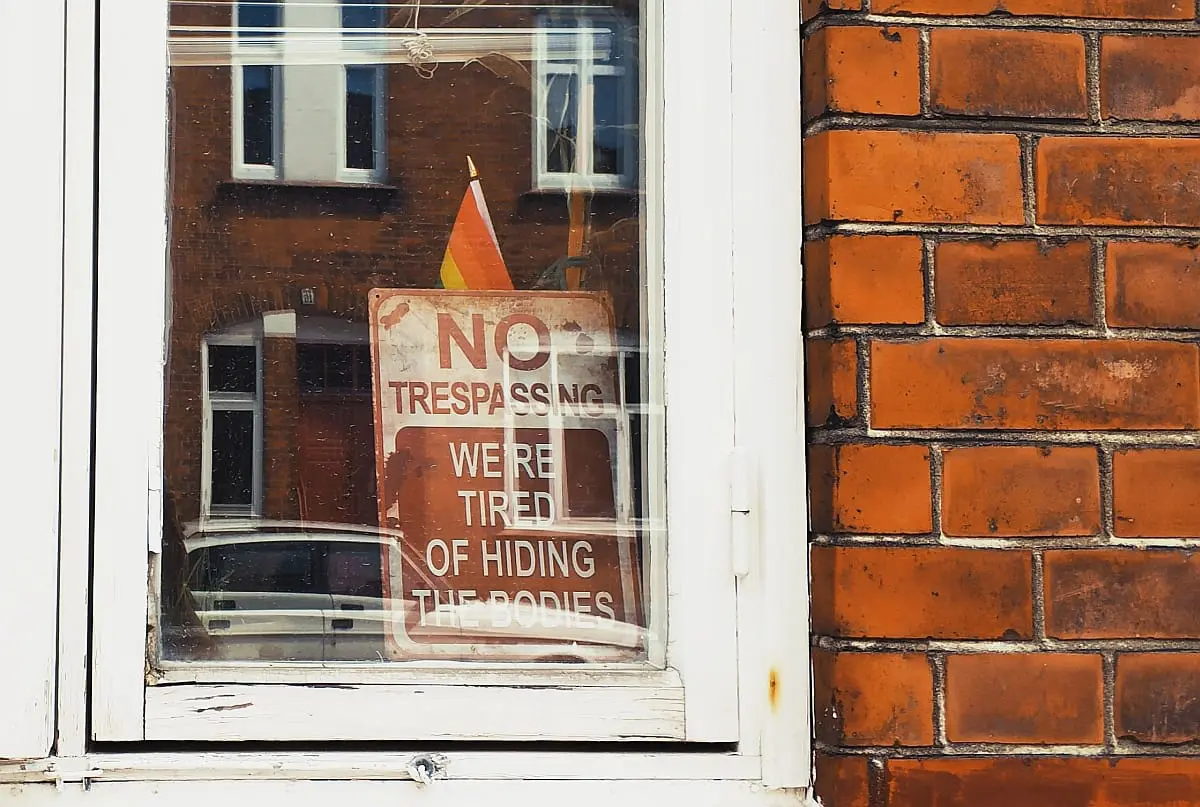 NO
TRESPASSING
WE'RE
TIRED
OF HIDING
THE BODIES